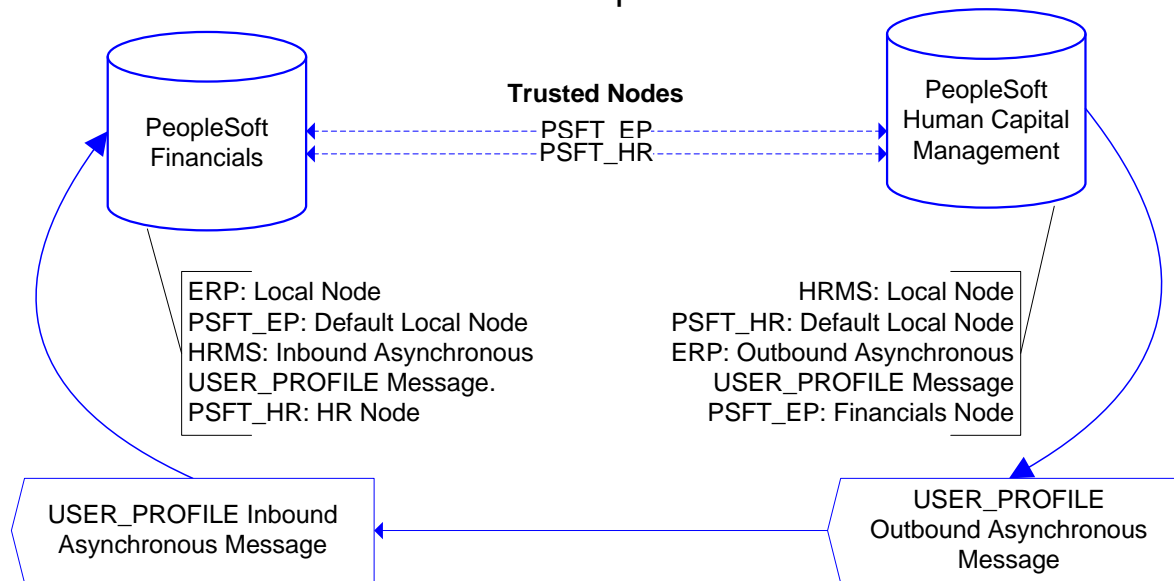 PeopleSoft
Financials
Trusted Nodes
PSFT_EP
PSFT_HR
PeopleSoft
Human Capital
Management
ERP: Local Node
PSFT_EP: Default Local Node
HRMS: Inbound Asynchronous
USER_PROFILE Message.
PSFT_HR: HR Node
HRMS: Local Node
PSFT_HR: Default Local Node
ERP: Outbound Asynchronous
USER_PROFILE Message
PSFT_EP: Financials Node
USER_PROFILE Inbound
Asynchronous Message
USER_PROFILE
Outbound Asynchronous
Message